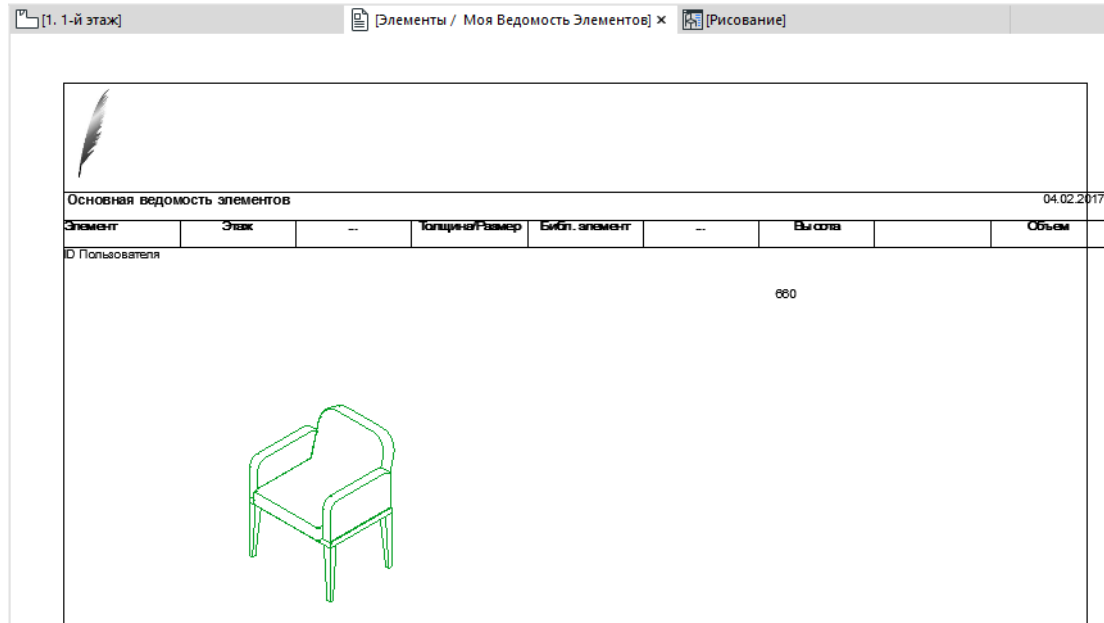 [1. 1-й этаж] [Элементы / Моя Ведомость Элементов] × [Рисование]
Основная ведомость элементов 04.02.2017
Элемент Этаж ... Толщина/Размер Библ. элемент ... Высота Объем
ID Пользователя
660